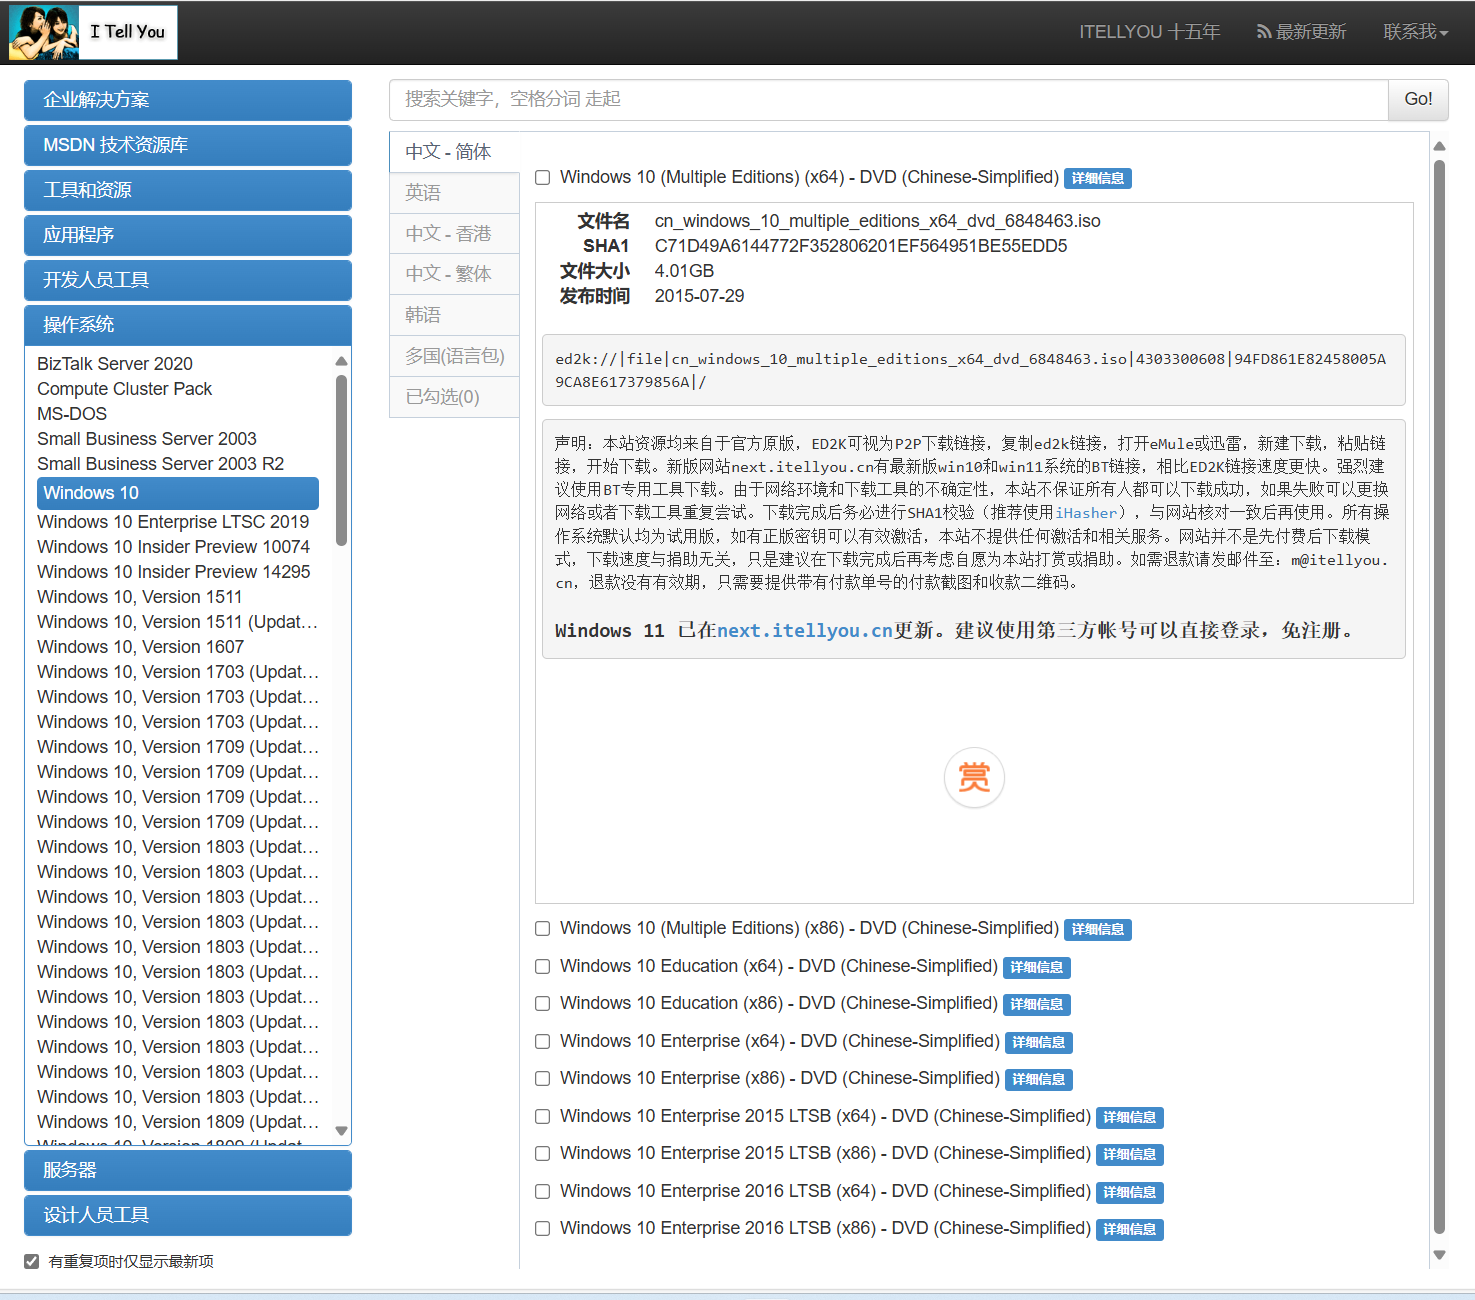 I Tell You
ITELLYOU 十五年
最新更新
联系我
企业解决方案
MSDN 技术资源库
工具和资源
应用程序
开发人员工具
操作系统
BizTalk Server 2020
Compute Cluster Pack
MS-DOS
Small Business Server 2003
Small Business Server 2003 R2
Windows 10
Windows 10 Enterprise LTSC 2019
Windows 10 Insider Preview 10074
Windows 10 Insider Preview 14295
Windows 10, Version 1511
Windows 10, Version 1511 (Updat…
Windows 10, Version 1607
Windows 10, Version 1703 (Updat…
Windows 10, Version 1703 (Updat…
Windows 10, Version 1703 (Updat…
Windows 10, Version 1709 (Updat…
Windows 10, Version 1709 (Updat…
Windows 10, Version 1709 (Updat…
Windows 10, Version 1709 (Updat…
Windows 10, Version 1803 (Updat…
Windows 10, Version 1803 (Updat…
Windows 10, Version 1803 (Updat…
Windows 10, Version 1803 (Updat…
Windows 10, Version 1803 (Updat…
Windows 10, Version 1803 (Updat…
Windows 10, Version 1803 (Updat…
Windows 10, Version 1803 (Updat…
Windows 10, Version 1803 (Updat…
Windows 10, Version 1803 (Updat…
Windows 10, Version 1803 (Updat…
Windows 10, Version 1809 (Updat…
Windows 10, Version 1809 (Updat…
服务器
设计人员工具
有重复项时仅显示最新项
搜索关键字，空格分词 走起
Go!
中文 - 简体
英语
中文 - 香港
中文 - 繁体
韩语
多国(语言包)
已勾选(0)
Windows 10 (Multiple Editions) (x64) - DVD (Chinese-Simplified) 详细信息
文件名 cn_windows_10_multiple_editions_x64_dvd_6848463.iso
SHA1 C71D49A6144772F352806201EF564951BE55EDD5
文件大小 4.01GB
发布时间 2015-07-29
ed2k://|file|cn_windows_10_multiple_editions_x64_dvd_6848463.iso|4303300608|94FD861E82458005A
9CA8E617379856A|/
声明：本站资源均来自于官方原版，ED2K可视为P2P下载链接，复制ed2k链接，打开eMule或迅雷，新建下载，粘贴链
接，开始下载。新版网站next.itellyou.cn有最新版win10和win11系统的BT链接，相比ED2K链接速度更快。强烈建
议使用BT专用工具下载。由于网络环境和下载工具的不确定性，本站不保证所有人都可以下载成功，如果失败可以更换
网络或者下载工具重复尝试。下载完成后务必进行SHA1校验（推荐使用iHasher），与网站核对一致后再使用。所有操
作系统默认均为试用版，如有正版密钥可以有效激活，本站不提供任何激活和相关服务。网站并不是先付费后下载模
式，下载速度与捐助无关，只是建议在下载完成后再考虑自愿为本站打赏或捐助。如需退款请发邮件至：m@itellyou.
cn，退款没有有效期，只需要提供带有付款单号的付款截图和收款二维码。
Windows 11 已在next.itellyou.cn更新。建议使用第三方帐号可以直接登录，免注册。
赏
Windows 10 (Multiple Editions) (x86) - DVD (Chinese-Simplified) 详细信息
Windows 10 Education (x64) - DVD (Chinese-Simplified) 详细信息
Windows 10 Education (x86) - DVD (Chinese-Simplified) 详细信息
Windows 10 Enterprise (x64) - DVD (Chinese-Simplified) 详细信息
Windows 10 Enterprise (x86) - DVD (Chinese-Simplified) 详细信息
Windows 10 Enterprise 2015 LTSB (x64) - DVD (Chinese-Simplified) 详细信息
Windows 10 Enterprise 2015 LTSB (x86) - DVD (Chinese-Simplified) 详细信息
Windows 10 Enterprise 2016 LTSB (x64) - DVD (Chinese-Simplified) 详细信息
Windows 10 Enterprise 2016 LTSB (x86) - DVD (Chinese-Simplified) 详细信息